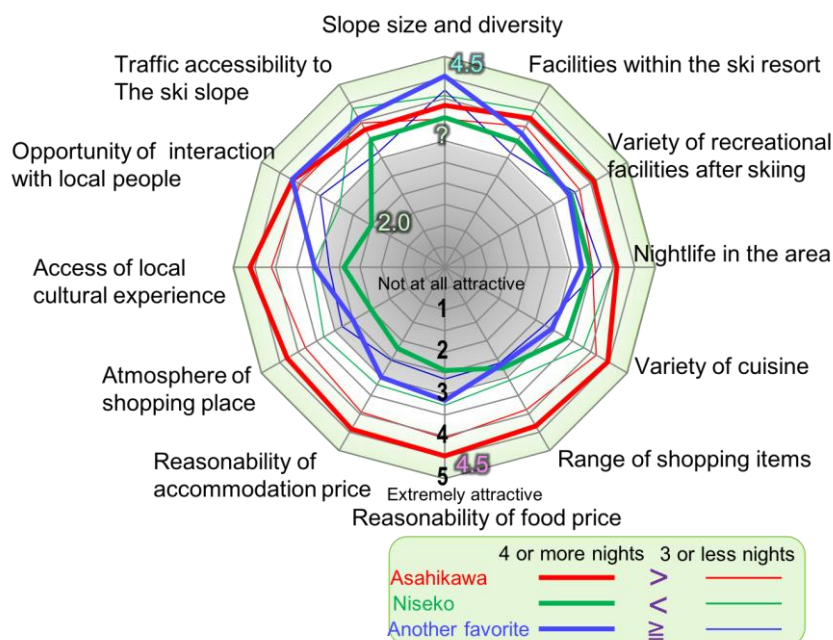 Slope size and diversity
Traffic accessibility to
The ski slope
4.5
Facilities within the ski resort
?
Opportunity of interaction
with local people
Variety of recreational
facilities after skiing
2.0
Access of local
cultural experience
Nightlife in the area
Not at all attractive
1
2
3
4
5
Atmosphere of
shopping place
Variety of cuisine
Reasonability of
accommodation price
4.5
Range of shopping items
Extremely attractive
Reasonability of food price
4 or more nights 3 or less nights
Asahikawa >
Niseko <
Another favorite ≧